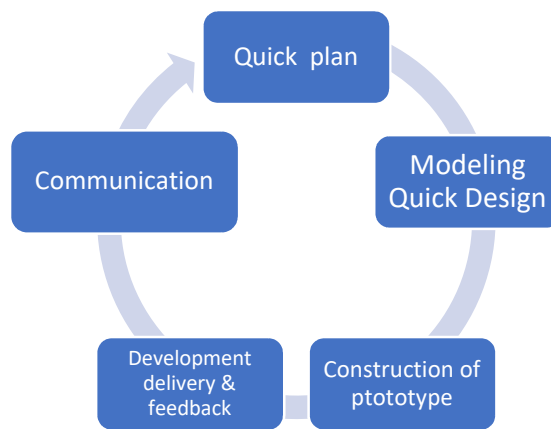 Quick plan
Modeling
Quick Design
Construction of
ptototype
Development
delivery &
feedback
Communication